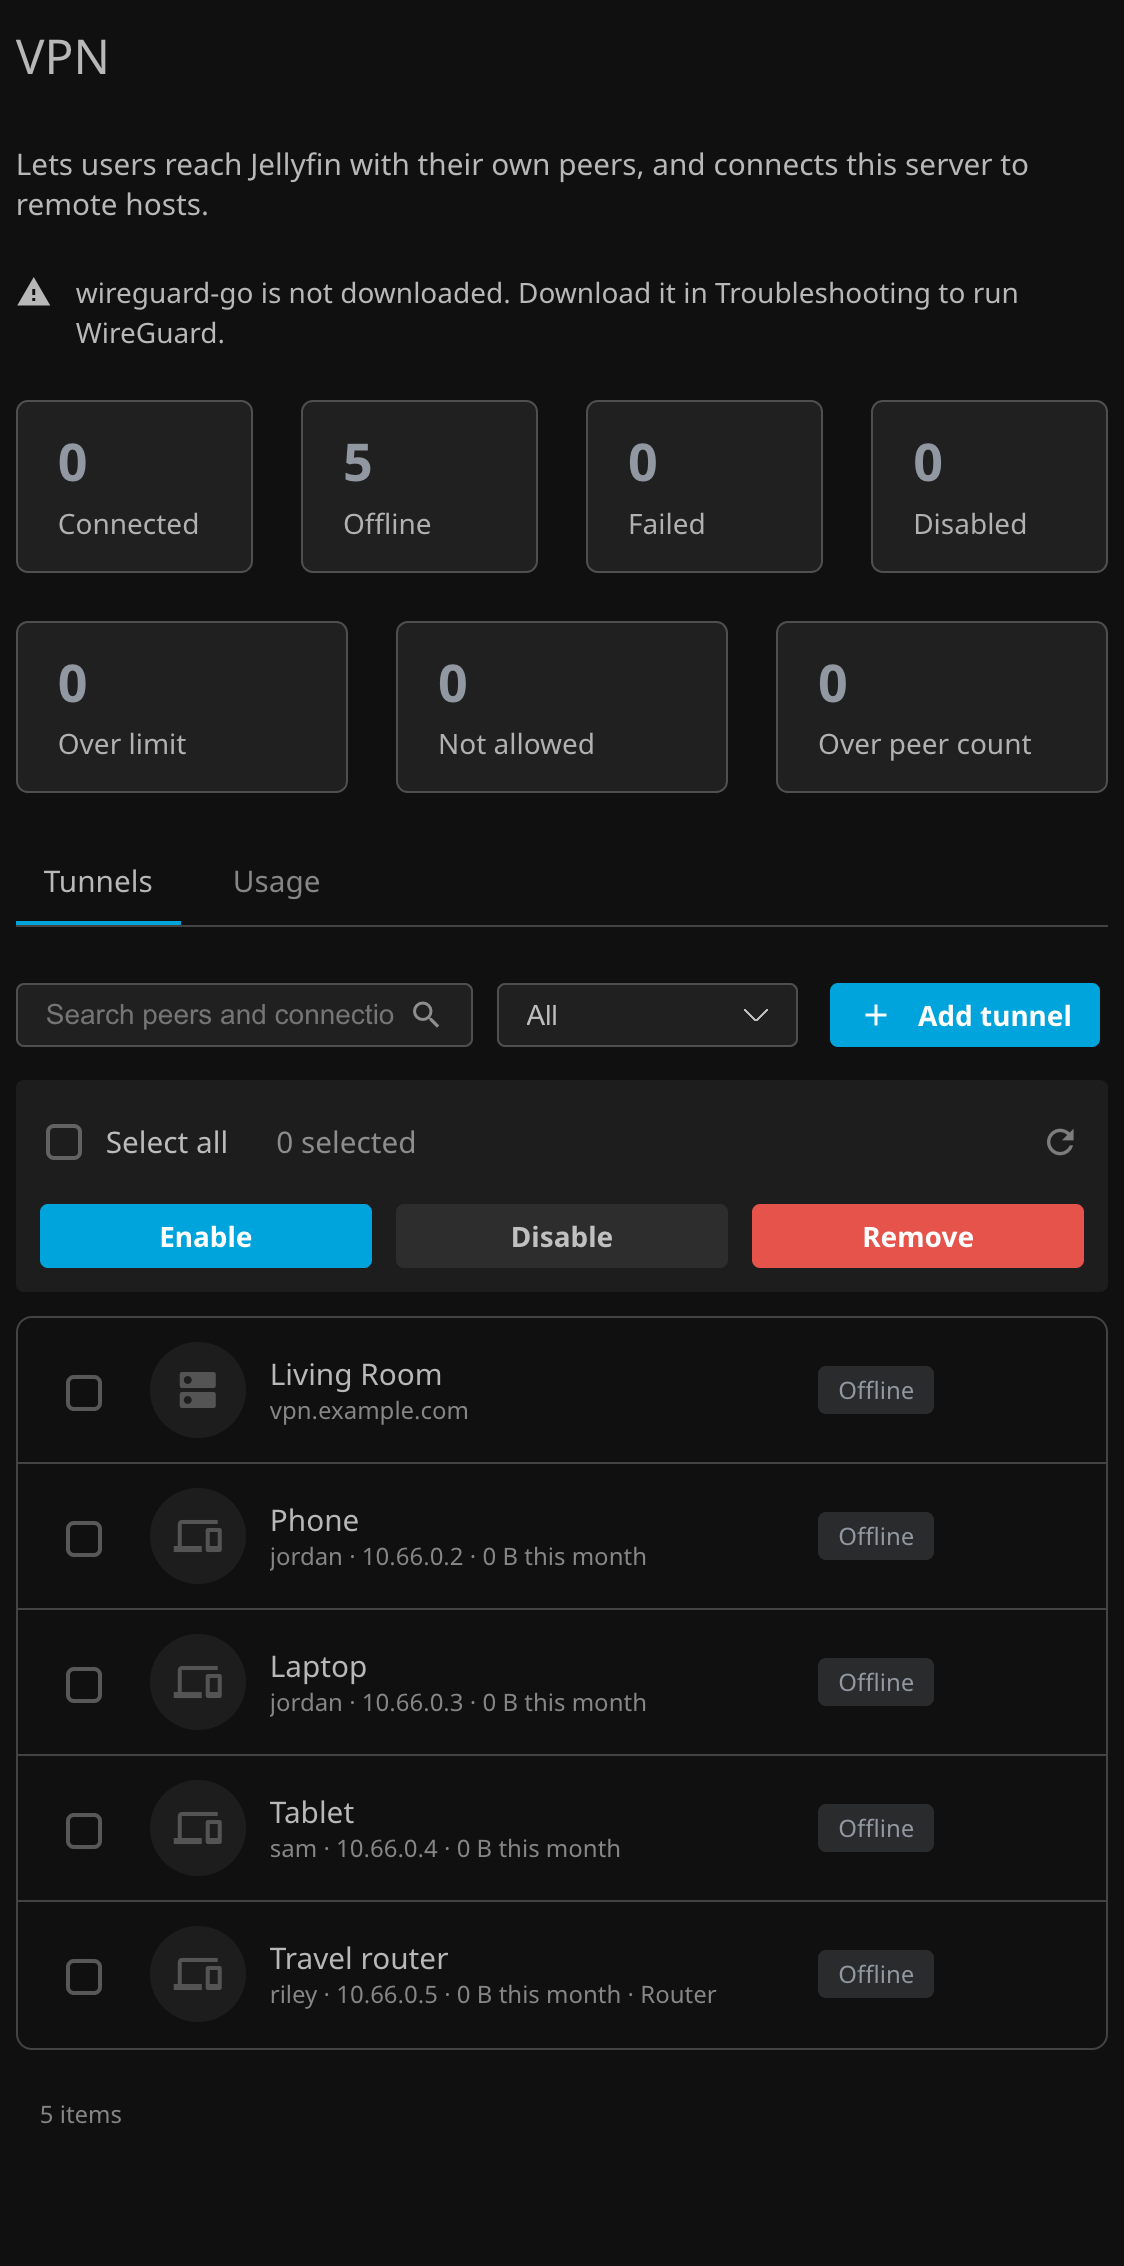 VPN
Lets users reach Jellyfin with their own peers, and connects this server to
remote hosts.
wireguard-go is not downloaded. Download it in Troubleshooting to run
WireGuard.
0
Connected
5
Offline
0
Failed
0
Disabled
0
Over limit
0
Not allowed
0
Over peer count
Tunnels
Usage
Search peers and connectio
All
Add tunnel
Select all
0 selected
Enable
Disable
Remove
Living Room
vpn.example.com
Offline
Phone
jordan · 10.66.0.2 · 0 B this month
Offline
Laptop
jordan · 10.66.0.3 · 0 B this month
Offline
Tablet
sam · 10.66.0.4 · 0 B this month
Offline
Travel router
riley · 10.66.0.5 · 0 B this month · Router
Offline
5 items